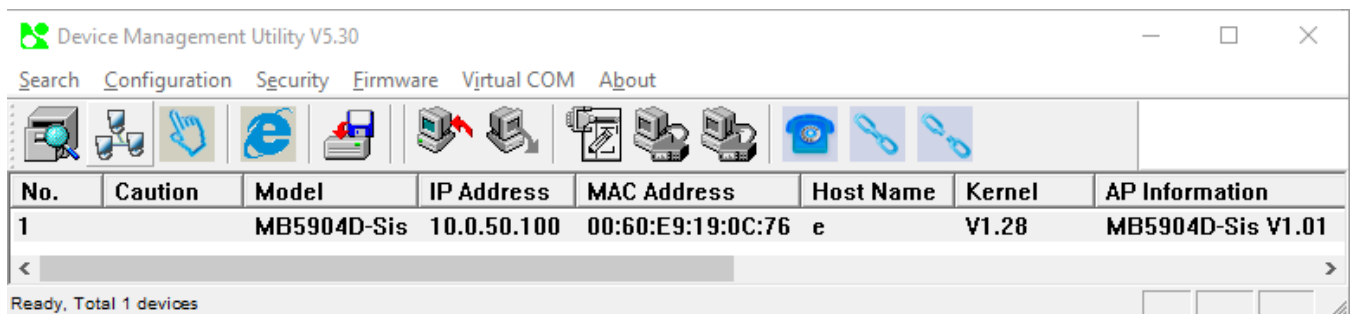 Device Management Utility V5.30
Search Configuration Security Firmware Virtual COM About
No. Caution Model IP Address MAC Address Host Name Kernel AP Information
1 MB5904D-Sis 10.0.50.100 00:60:E9:19:0C:76 e V1.28 MB5904D-Sis V1.01
Ready, Total 1 devices